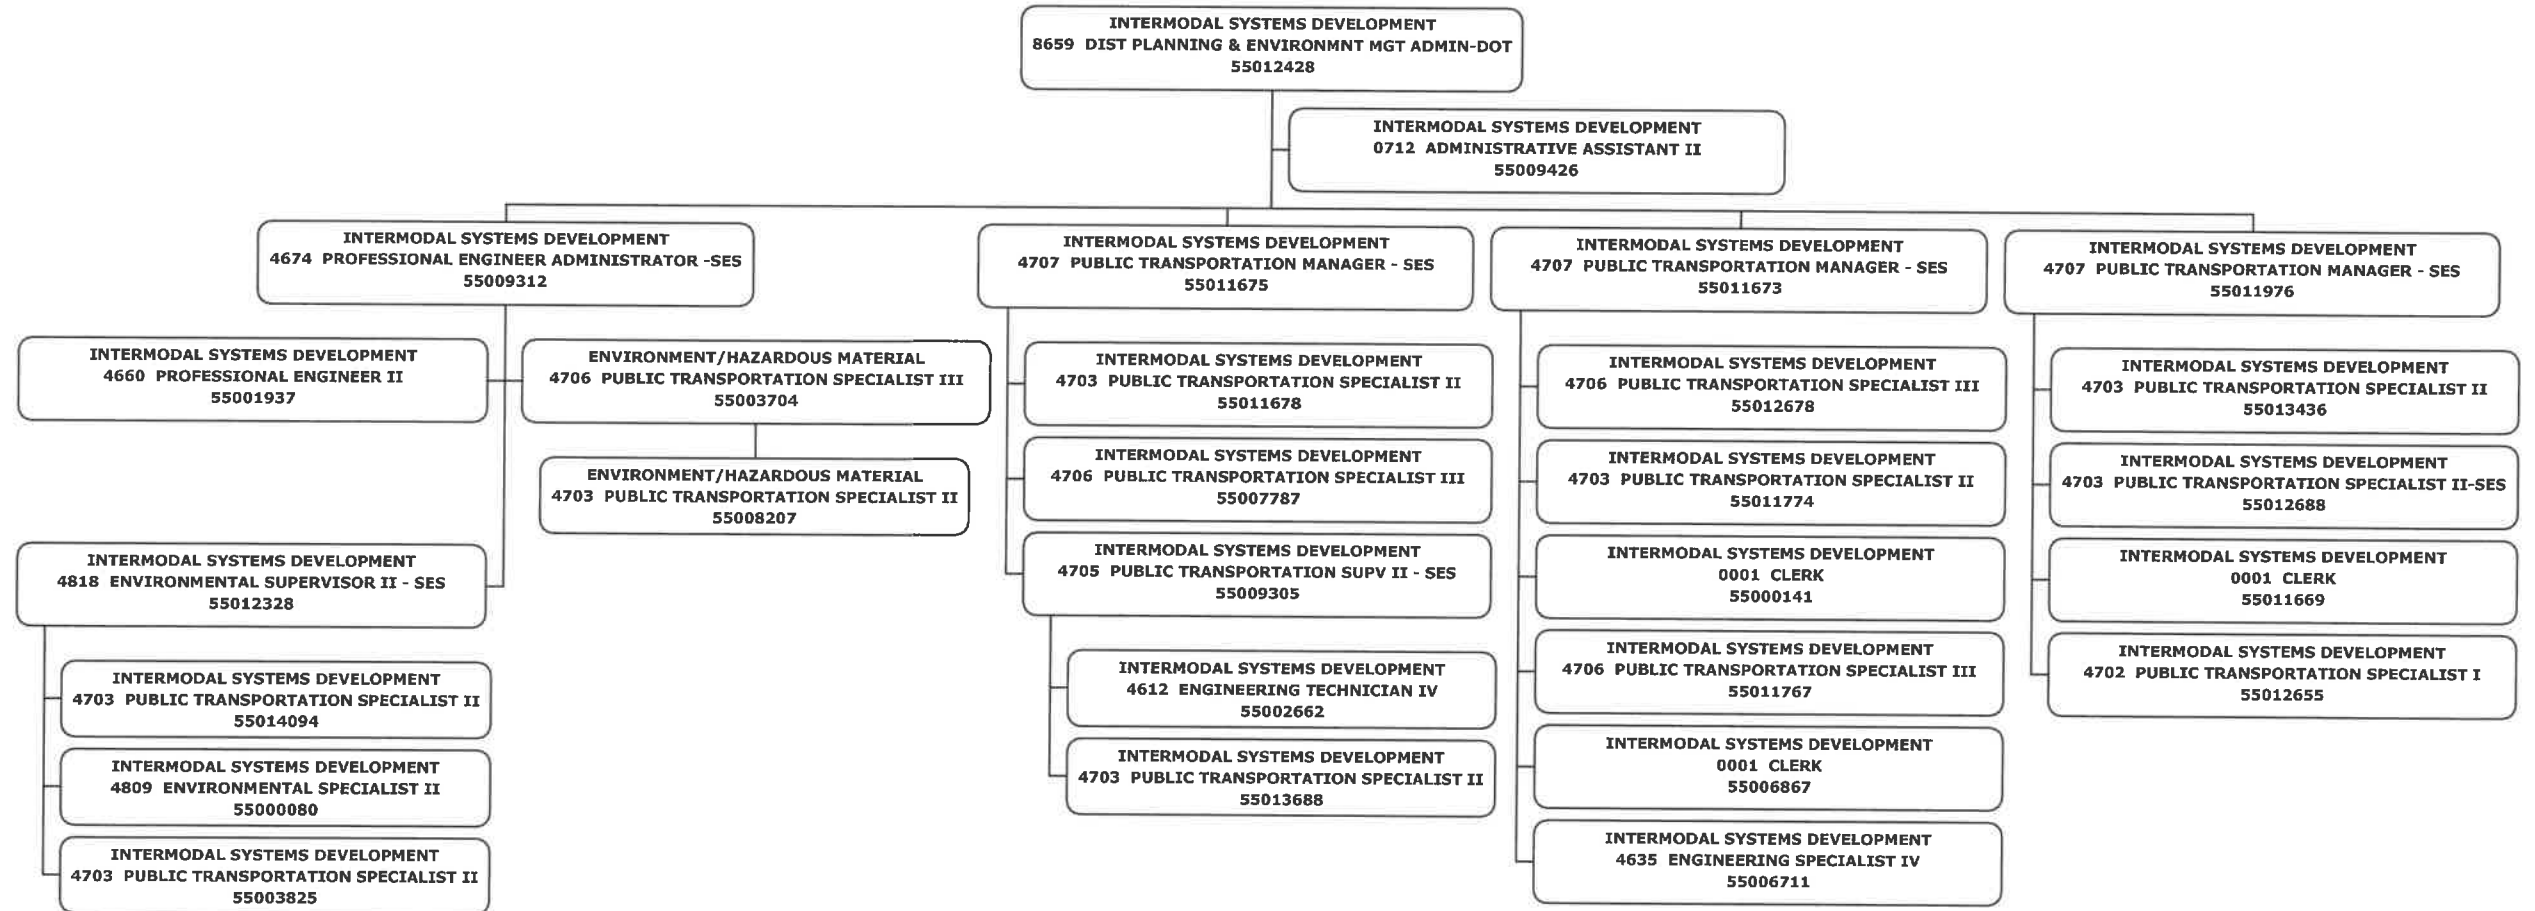 INTERMODAL SYSTEMS DEVELOPMENT
8659 DIST PLANNING & ENVIRONMNT MGT ADMIN-DOT
55012428
INTERMODAL SYSTEMS DEVELOPMENT
0712 ADMINISTRATIVE ASSISTANT II
55009426
INTERMODAL SYSTEMS DEVELOPMENT
4674 PROFESSIONAL ENGINEER ADMINISTRATOR -SES
55009312
INTERMODAL SYSTEMS DEVELOPMENT
4660 PROFESSIONAL ENGINEER II
55001937
ENVIRONMENT/HAZARDOUS MATERIAL
4706 PUBLIC TRANSPORTATION SPECIALIST III
55003704
ENVIRONMENT/HAZARDOUS MATERIAL
4703 PUBLIC TRANSPORTATION SPECIALIST II
55008207
INTERMODAL SYSTEMS DEVELOPMENT
4818 ENVIRONMENTAL SUPERVISOR II - SES
55012328
INTERMODAL SYSTEMS DEVELOPMENT
4703 PUBLIC TRANSPORTATION SPECIALIST II
55014094
INTERMODAL SYSTEMS DEVELOPMENT
4809 ENVIRONMENTAL SPECIALIST II
55000080
INTERMODAL SYSTEMS DEVELOPMENT
4703 PUBLIC TRANSPORTATION SPECIALIST II
55003825
INTERMODAL SYSTEMS DEVELOPMENT
4707 PUBLIC TRANSPORTATION MANAGER - SES
55011675
INTERMODAL SYSTEMS DEVELOPMENT
4703 PUBLIC TRANSPORTATION SPECIALIST II
55011678
INTERMODAL SYSTEMS DEVELOPMENT
4706 PUBLIC TRANSPORTATION SPECIALIST III
55007787
INTERMODAL SYSTEMS DEVELOPMENT
4705 PUBLIC TRANSPORTATION SUPV II - SES
55009305
INTERMODAL SYSTEMS DEVELOPMENT
4612 ENGINEERING TECHNICIAN IV
55002662
INTERMODAL SYSTEMS DEVELOPMENT
4703 PUBLIC TRANSPORTATION SPECIALIST II
55013688
INTERMODAL SYSTEMS DEVELOPMENT
4707 PUBLIC TRANSPORTATION MANAGER - SES
55011673
INTERMODAL SYSTEMS DEVELOPMENT
4706 PUBLIC TRANSPORTATION SPECIALIST III
55012678
INTERMODAL SYSTEMS DEVELOPMENT
4703 PUBLIC TRANSPORTATION SPECIALIST II
55011774
INTERMODAL SYSTEMS DEVELOPMENT
0001 CLERK
55000141
INTERMODAL SYSTEMS DEVELOPMENT
4706 PUBLIC TRANSPORTATION SPECIALIST III
55011767
INTERMODAL SYSTEMS DEVELOPMENT
0001 CLERK
55006867
INTERMODAL SYSTEMS DEVELOPMENT
4635 ENGINEERING SPECIALIST IV
55006711
INTERMODAL SYSTEMS DEVELOPMENT
4707 PUBLIC TRANSPORTATION MANAGER - SES
55011976
INTERMODAL SYSTEMS DEVELOPMENT
4703 PUBLIC TRANSPORTATION SPECIALIST II
55013436
INTERMODAL SYSTEMS DEVELOPMENT
4703 PUBLIC TRANSPORTATION SPECIALIST II-SES
55012688
INTERMODAL SYSTEMS DEVELOPMENT
0001 CLERK
55011669
INTERMODAL SYSTEMS DEVELOPMENT
4702 PUBLIC TRANSPORTATION SPECIALIST I
55012655